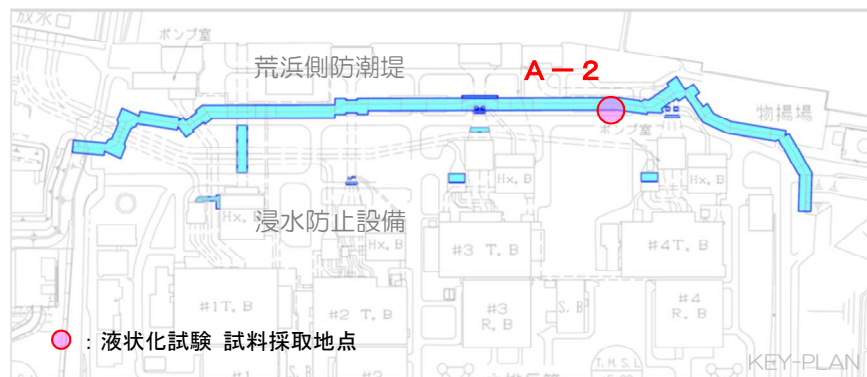 放水口
ポンプ室
荒浜側防潮堤
A-2
物揚場
ポンプ室
Hx.B
Hx.B
Hx.B
浸水防止設備
Hx.B
#3 T.B
#4T.B
#1T.B
#2 T.B
#3
R.B
S.B
#4
R.B
:液状化試験 試料採取地点
T.M.S.L
KEY-PLAN